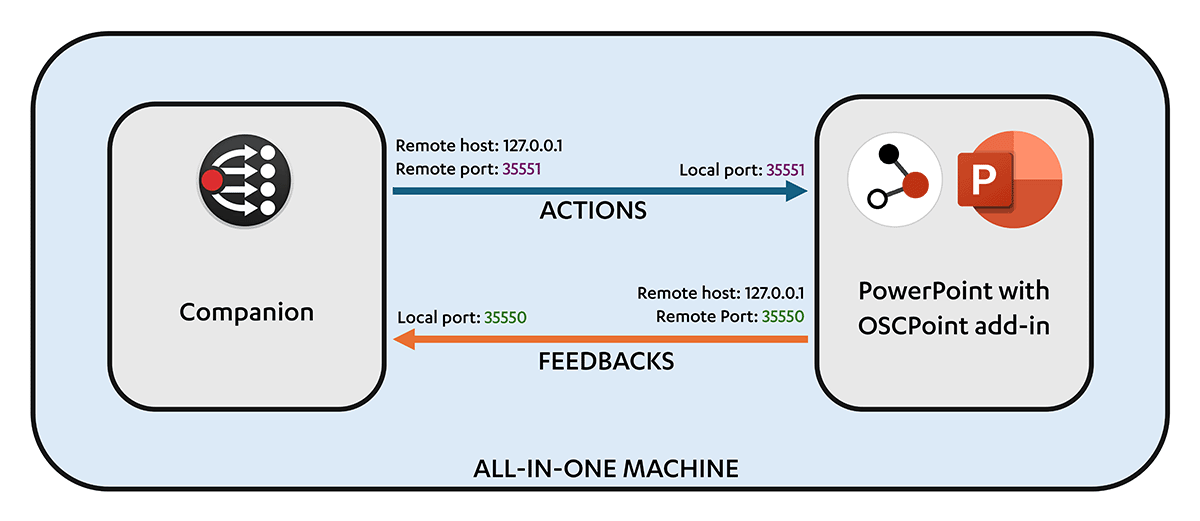 Remote host: 127.0.0.1
Remote port: 35551
Local port: 35551
ACTIONS
P
Companion
PowerPoint with
OSCPoint add-in
Remote host: 127.0.0.1
Remote Port: 35550
Local port: 35550
FEEDBACKS
ALL-IN-ONE MACHINE